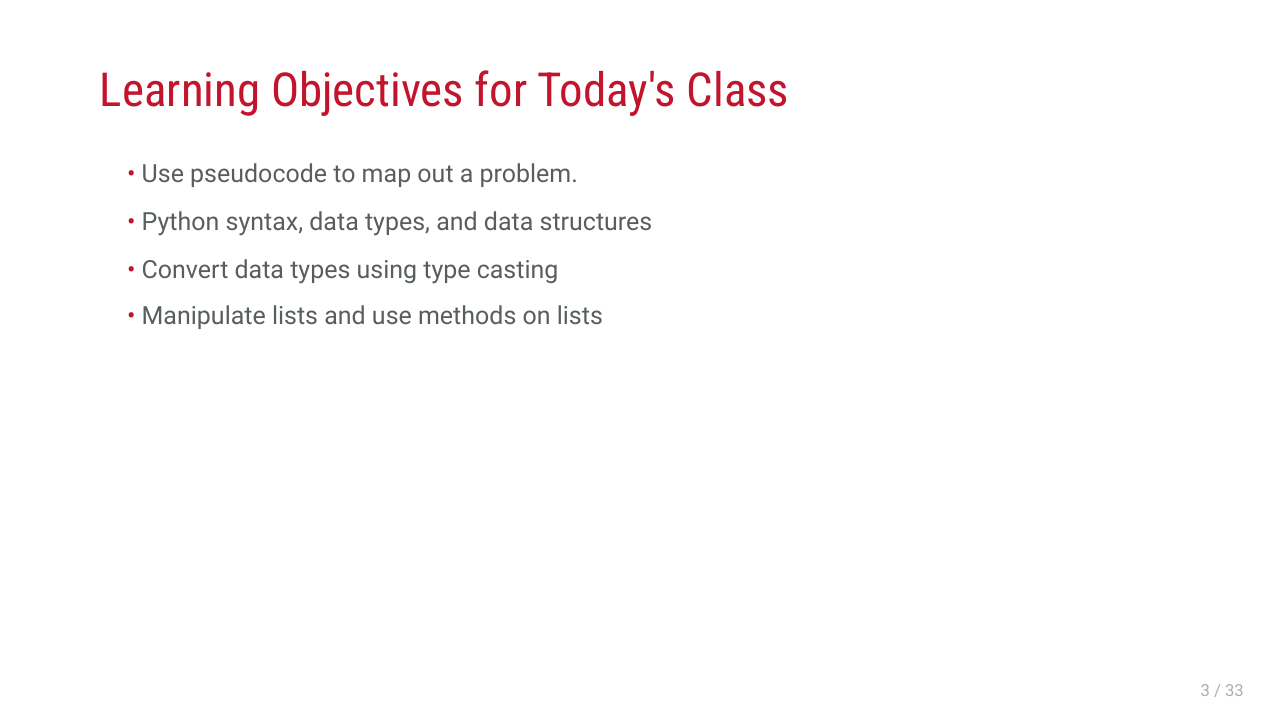 Learning Objectives for Today's Class
• Use pseudocode to map out a problem.
• Python syntax, data types, and data structures
• Convert data types using type casting
• Manipulate lists and use methods on lists
3 / 33